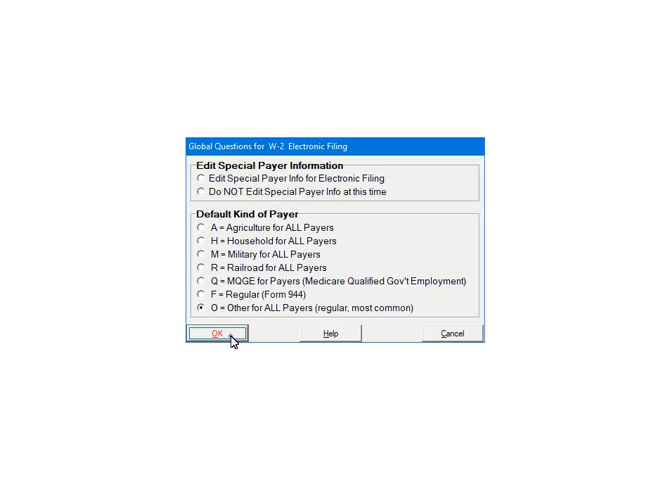 Global Questions for W-2 Electronic Filing
Edit Special Payer Information
Edit Special Payer Info for Electronic Filing
Do NOT Edit Special Payer Info at this time
Default Kind of Payer
A = Agriculture for ALL Payers
H = Household for ALL Payers
M = Military for ALL Payers
R = Railroad for ALL Payers
Q = MQGE for Payers (Medicare Qualified Gov't Employment)
F = Regular (Form 944)
O = Other for ALL Payers (regular, most common)
OK Help Cancel